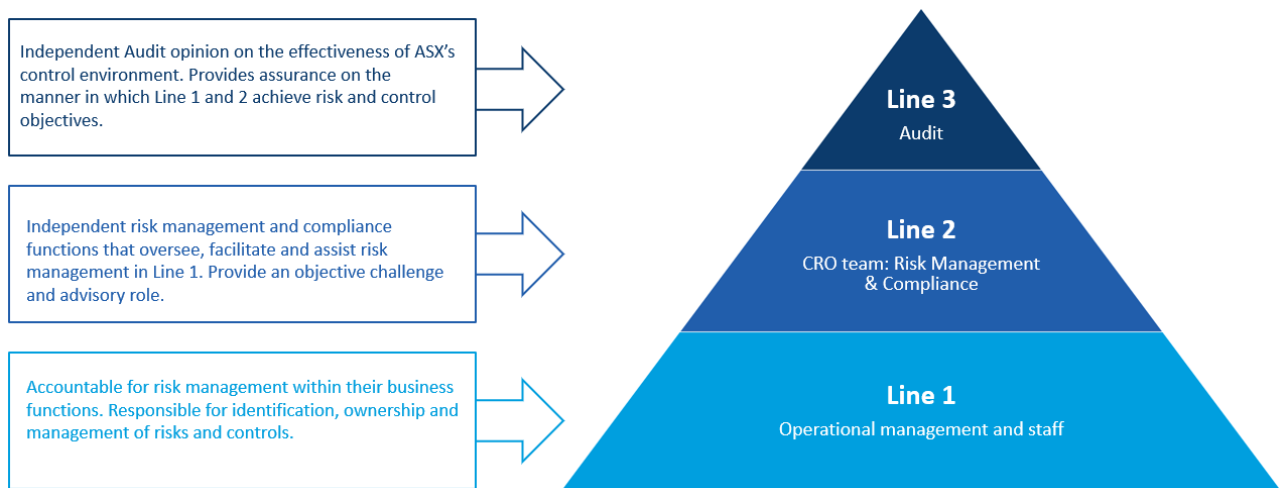 Independent Audit opinion on the effectiveness of ASX's
control environment. Provides assurance on the
manner in which Line 1 and 2 achieve risk and control
objectives.
Line 3
Audit
Independent risk management and compliance
functions that oversee, facilitate and assist risk
management in Line 1. Provide an objective challenge
and advisory role.
Line 2
CRO team: Risk Management
& Compliance
Accountable for risk management within their business
functions. Responsible for identification, ownership and
management of risks and controls.
Line 1
Operational management and staff